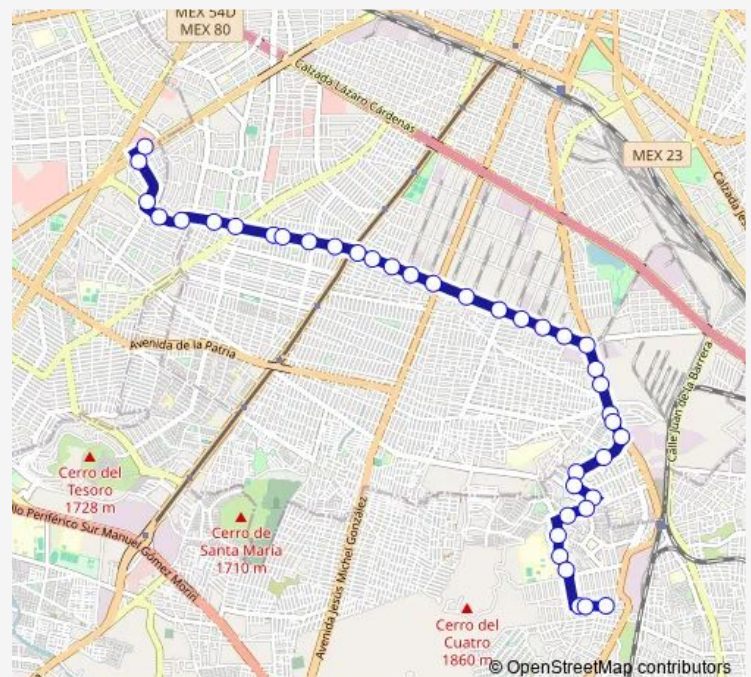 MEX 54D
MEX 80
Calzada Lázaro Cárdenas
MEX 23
Calzada Jes
Avenida de la Patria
Calle Juan de la Barrera
Cerro del
Tesoro
1728 m
llo Periférico Sur Manuel Gómez Morín
Cerro de
Santa María
1710 m
Avenida Jesús Michel González
Cerro del
Cuatro
1860 m
© OpenStreetMap contributors